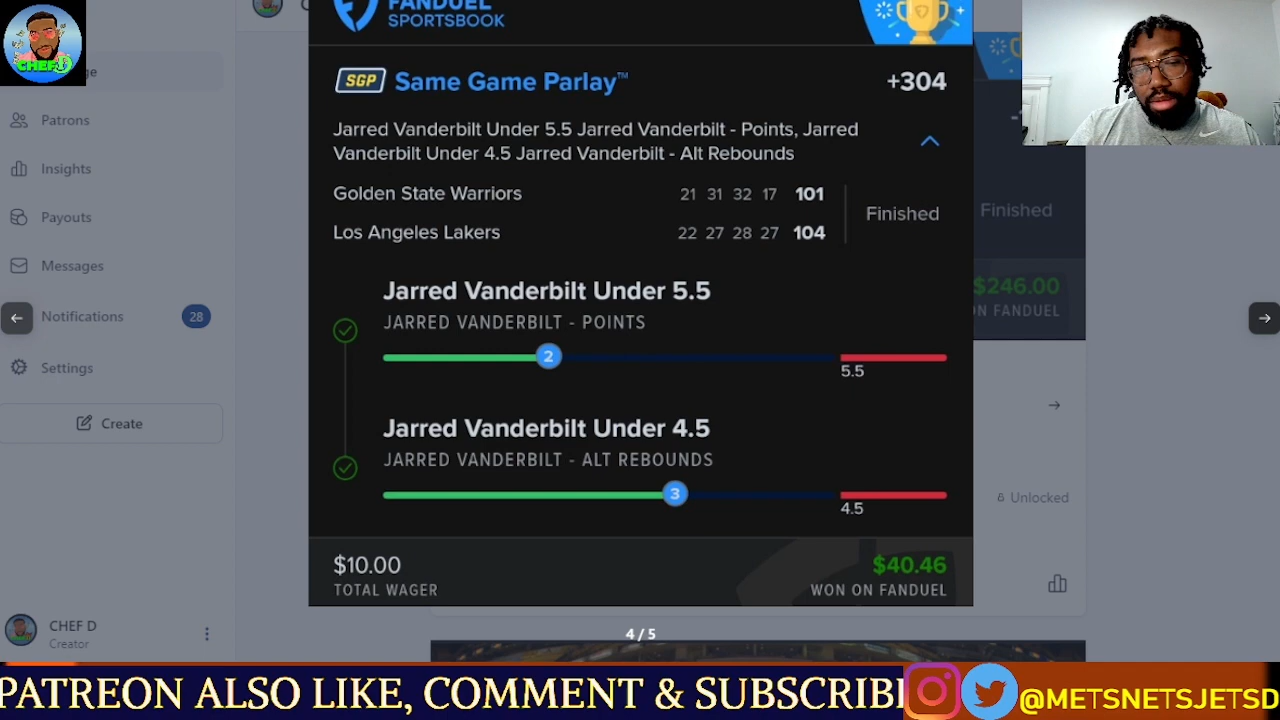 FANDUEL
SPORTSBOOK
CHEF D
SGP Same Game Parlay™ +304
Jarred Vanderbilt Under 5.5 Jarred Vanderbilt - Points, Jarred
Vanderbilt Under 4.5 Jarred Vanderbilt - Alt Rebounds
Golden State Warriors 21 31 32 17 101
Los Angeles Lakers 22 27 28 27 104
Finished
Jarred Vanderbilt Under 5.5
JARRED VANDERBILT - POINTS
2
5.5
Jarred Vanderbilt Under 4.5
JARRED VANDERBILT - ALT REBOUNDS
3
4.5
$10.00
TOTAL WAGER
$40.46
WON ON FANDUEL
4 / 5
Patrons
Insights
Payouts
Messages
Notifications 28
Settings
Create
CHEF D
Creator
Finished
$246.00
ON FANDUEL
Unlocked
PATREON ALSO LIKE, COMMENT & SUBSCRIB
@METSNETSJETSD